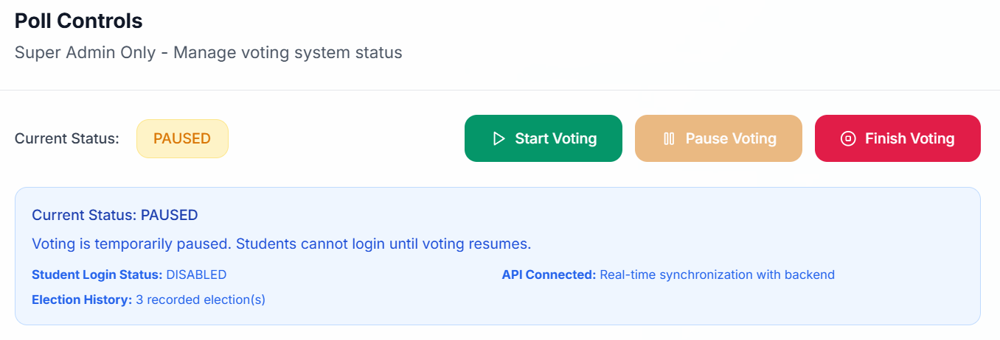 Poll Controls
Super Admin Only - Manage voting system status
Current Status: PAUSED Start Voting Pause Voting Finish Voting
Current Status: PAUSED
Voting is temporarily paused. Students cannot login until voting resumes.
Student Login Status: DISABLED API Connected: Real-time synchronization with backend
Election History: 3 recorded election(s)